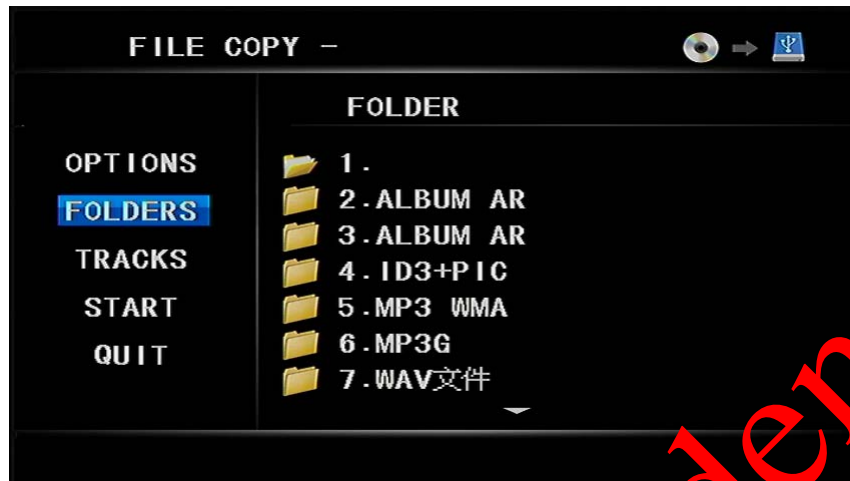 FILE COPY -
FOLDER
OPTIONS
FOLDERS
TRACKS
START
QUIT
1.
2.ALBUM AR
3.ALBUM AR
4.ID3+PIC
5.MP3 WMA
6.MP3G
7.WAV文件
den